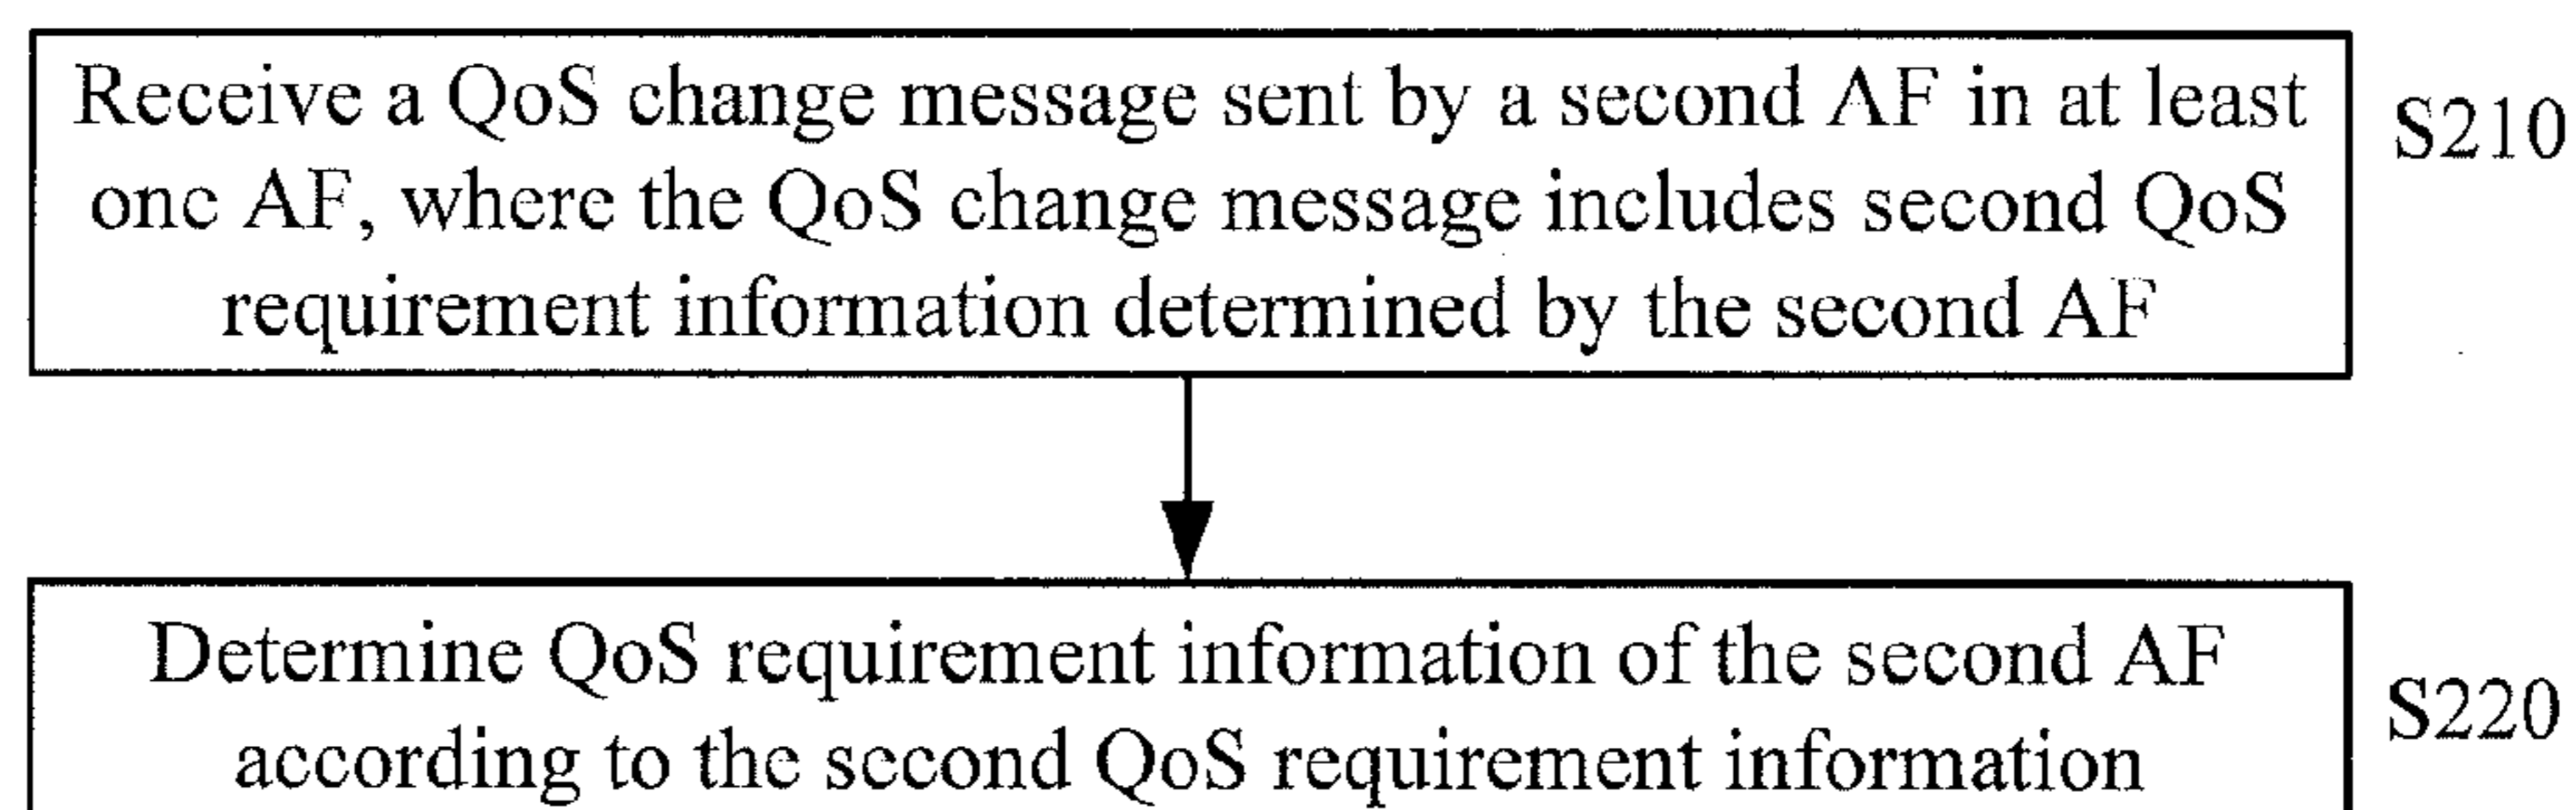 Receive a QoS change message sent by a second AF in at least
one AF, where the QoS change message includes second QoS
requirement information determined by the second AF
S210
Determine QoS requirement information of the second AF
according to the second QoS requirement information
S220